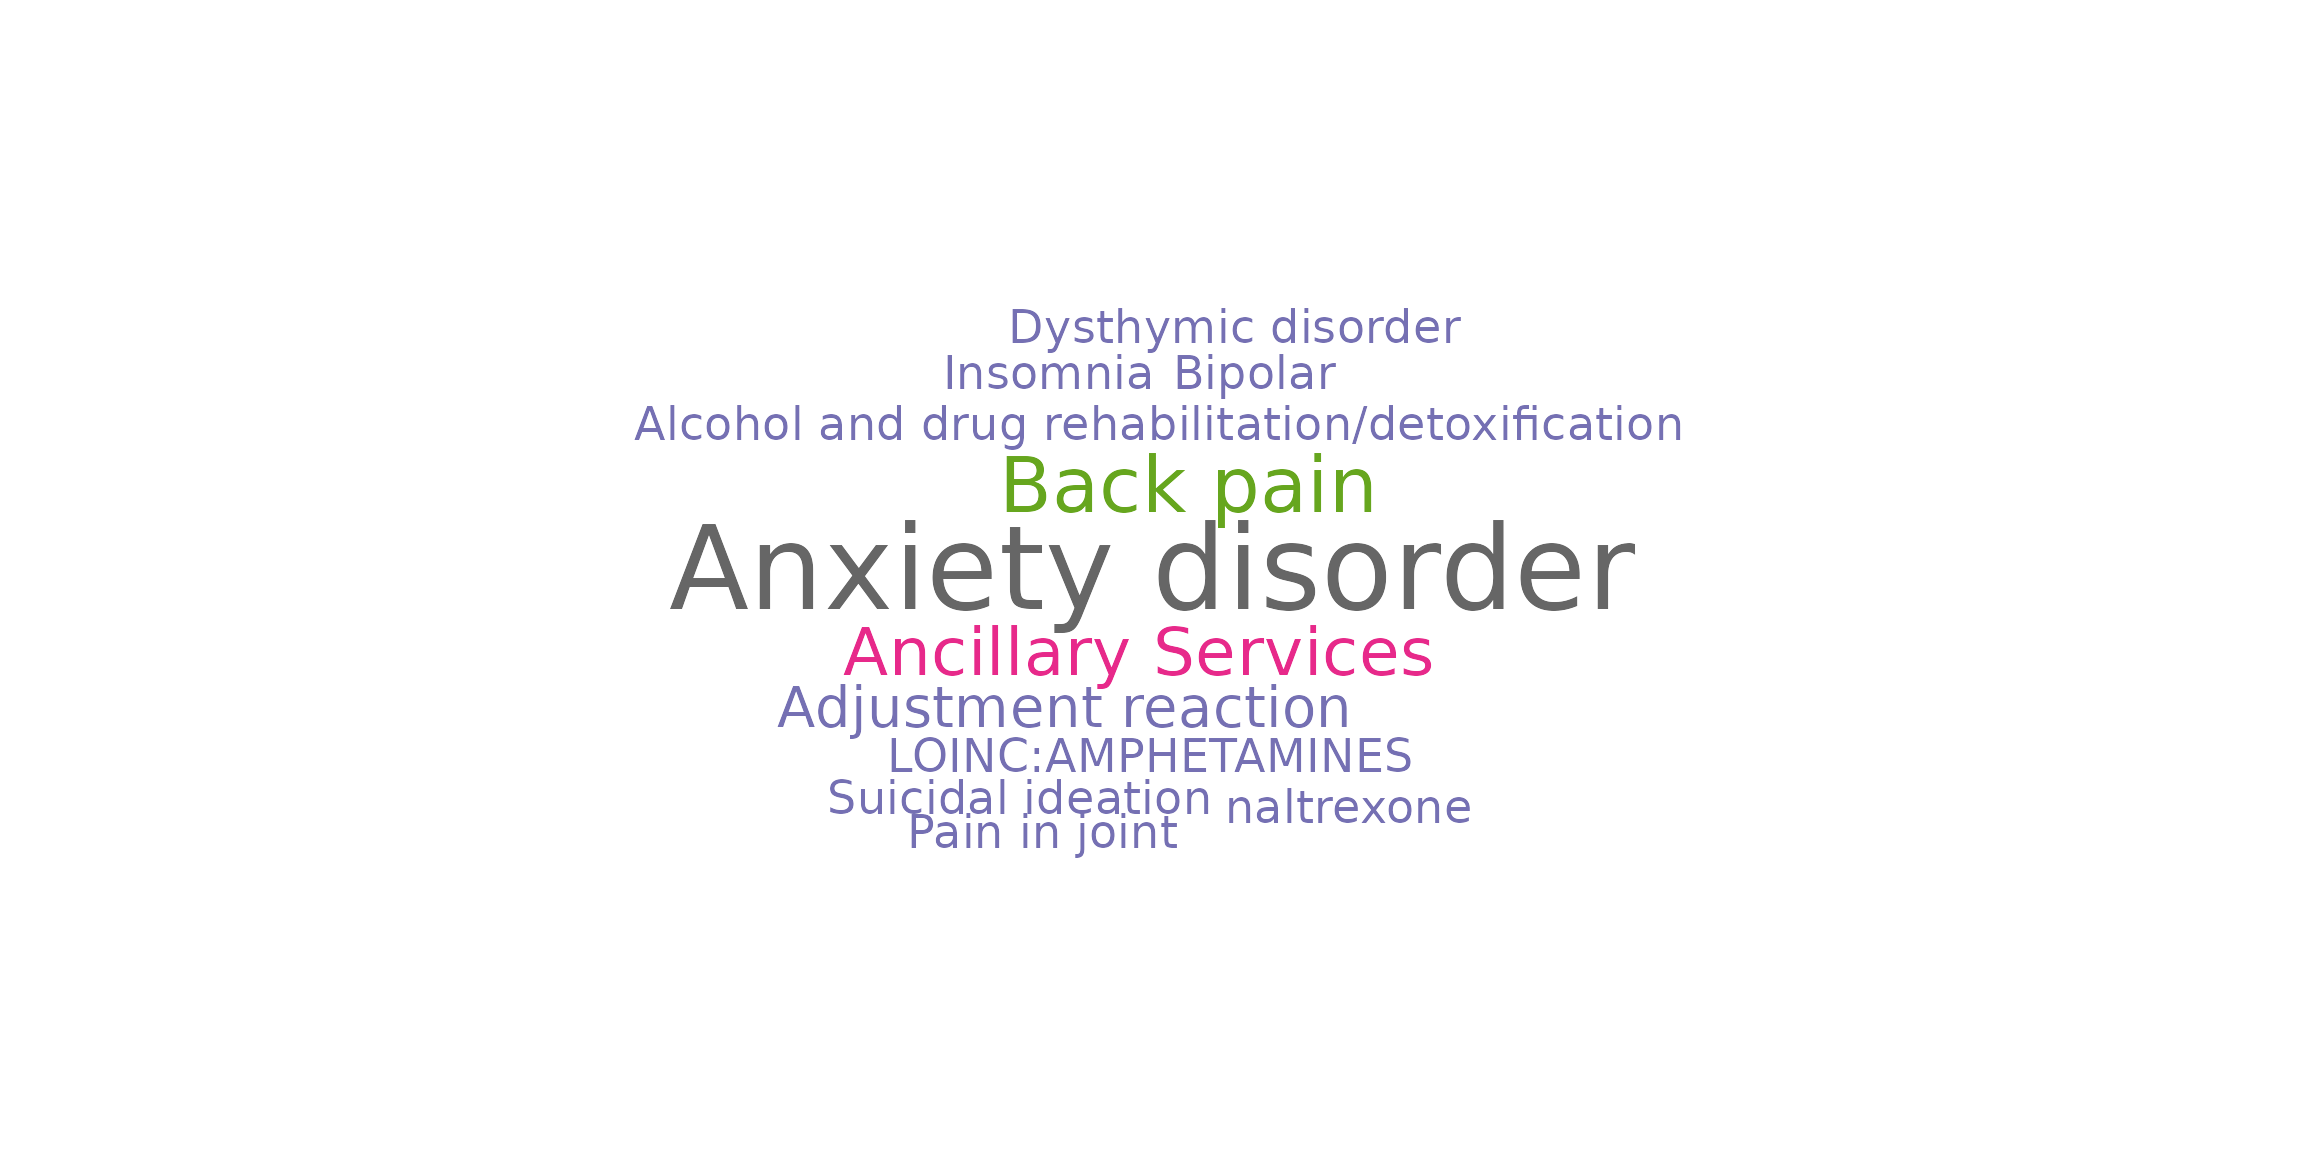 Dysthymic disorder
Insomnia Bipolar
Alcohol and drug rehabilitation/detoxification
Back pain
Anxiety disorder
Ancillary Services
Adjustment reaction
LOINC:AMPHETAMINES
Suicidal ideation naltrexone
Pain in joint